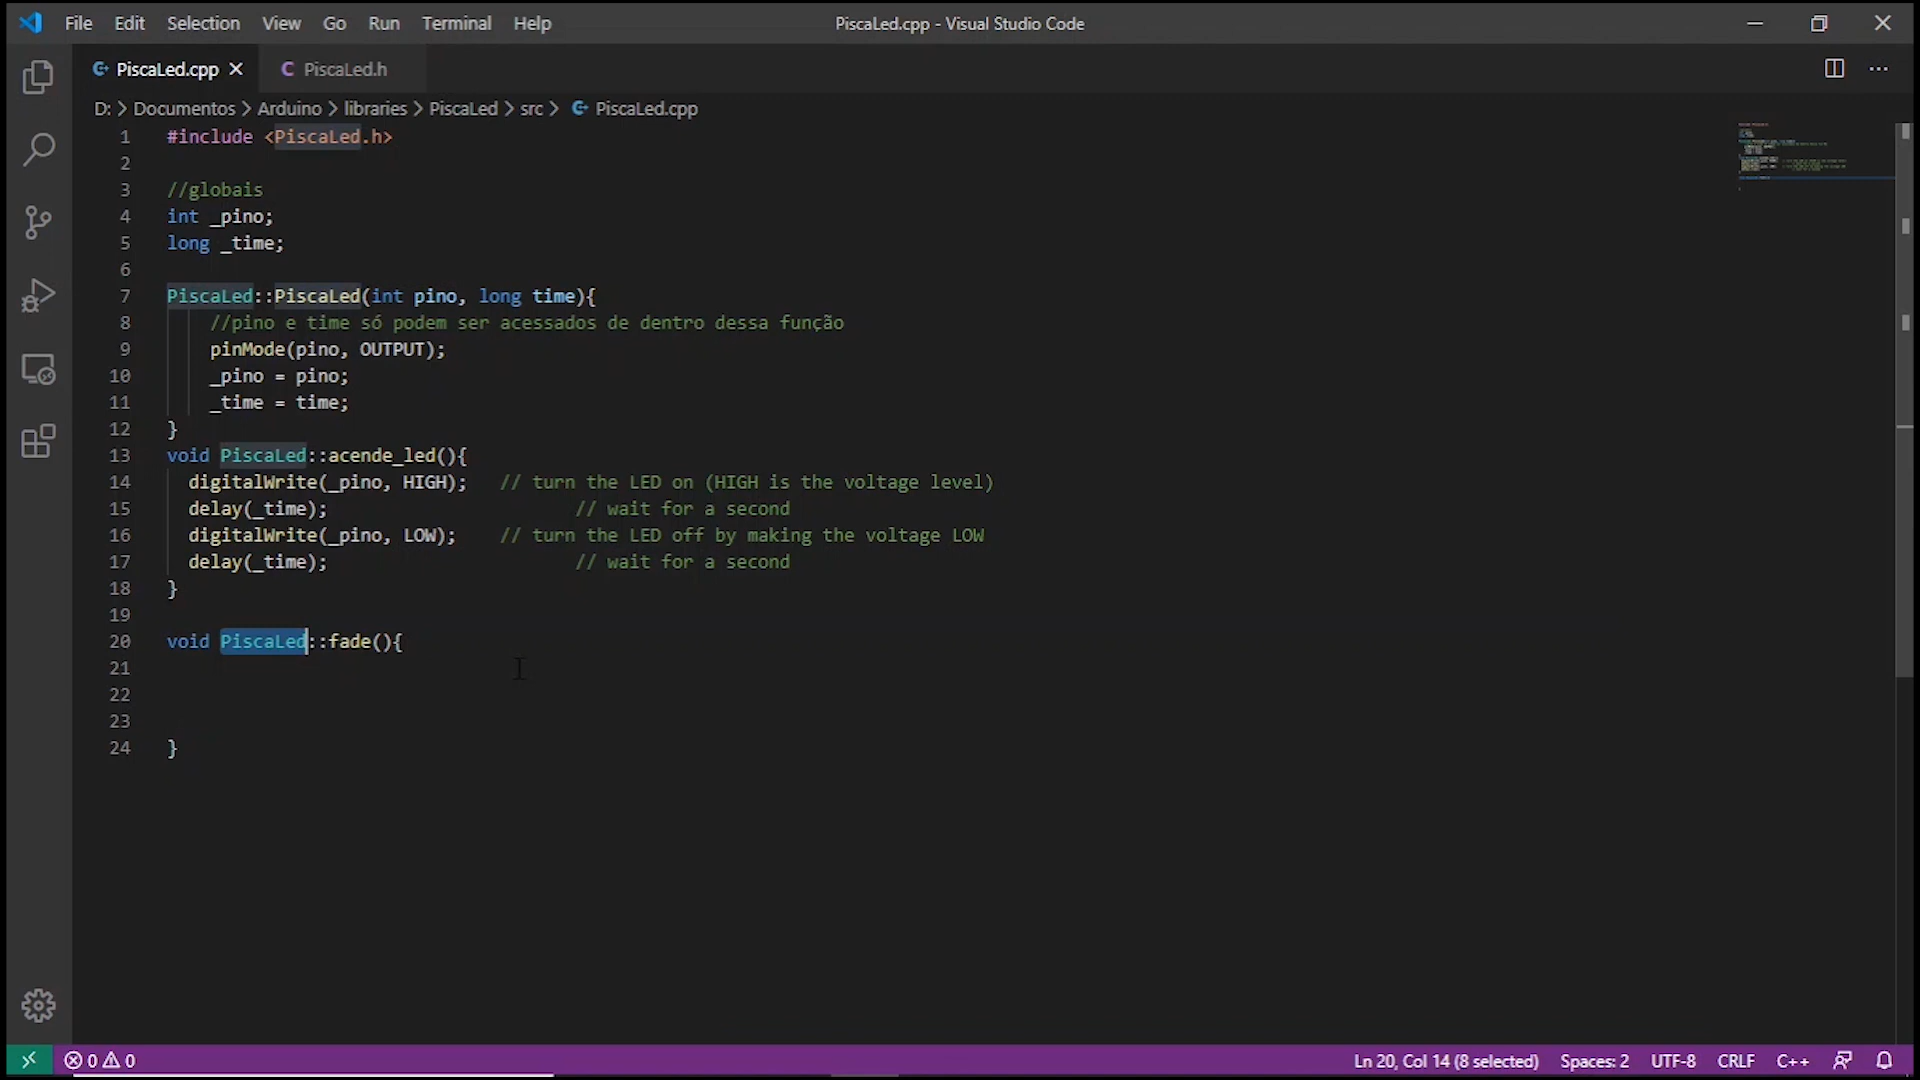 File Edit Selection View Go Run Terminal Help PiscaLed.cpp - Visual Studio Code
PiscaLed.cpp PiscaLed.h
D: > Documentos > Arduino > libraries > PiscaLed > src > PiscaLed.cpp
1 #include <PiscaLed.h>
2
3 //globais
4 int _pino;
5 long _time;
6
7 PiscaLed::PiscaLed(int pino, long time){
8 //pino e time só podem ser acessados de dentro dessa função
9 pinMode(pino, OUTPUT);
10 _pino = pino;
11 _time = time;
12 }
13 void PiscaLed::acende_led(){
14 digitalWrite(_pino, HIGH); // turn the LED on (HIGH is the voltage level)
15 delay(_time); // wait for a second
16 digitalWrite(_pino, LOW); // turn the LED off by making the voltage LOW
17 delay(_time); // wait for a second
18 }
19
20 void PiscaLed::fade(){
21
22
23
24 }
0 0 Ln 20, Col 14 (8 selected) Spaces: 2 UTF-8 CRLF C++